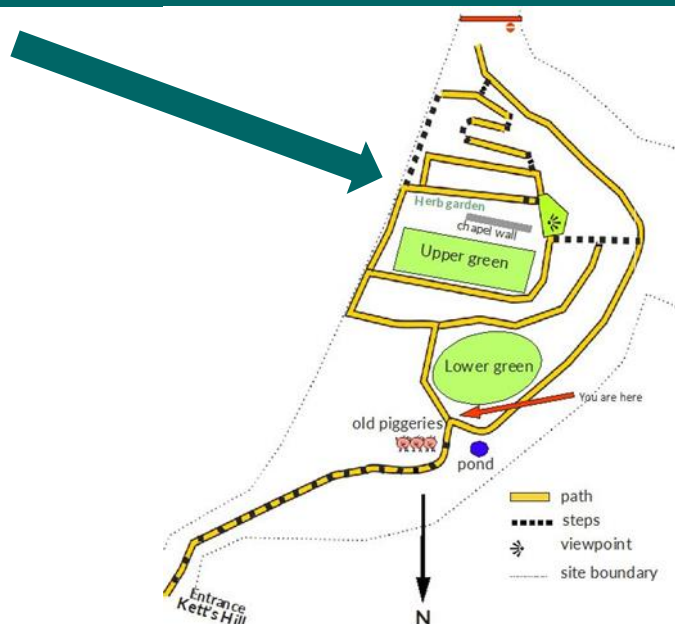 Herb garden
chapel wall
Upper green
Lower green
You are here
old piggeries
pond
path
steps
viewpoint
site boundary
Entrance
Kett's Hill
N